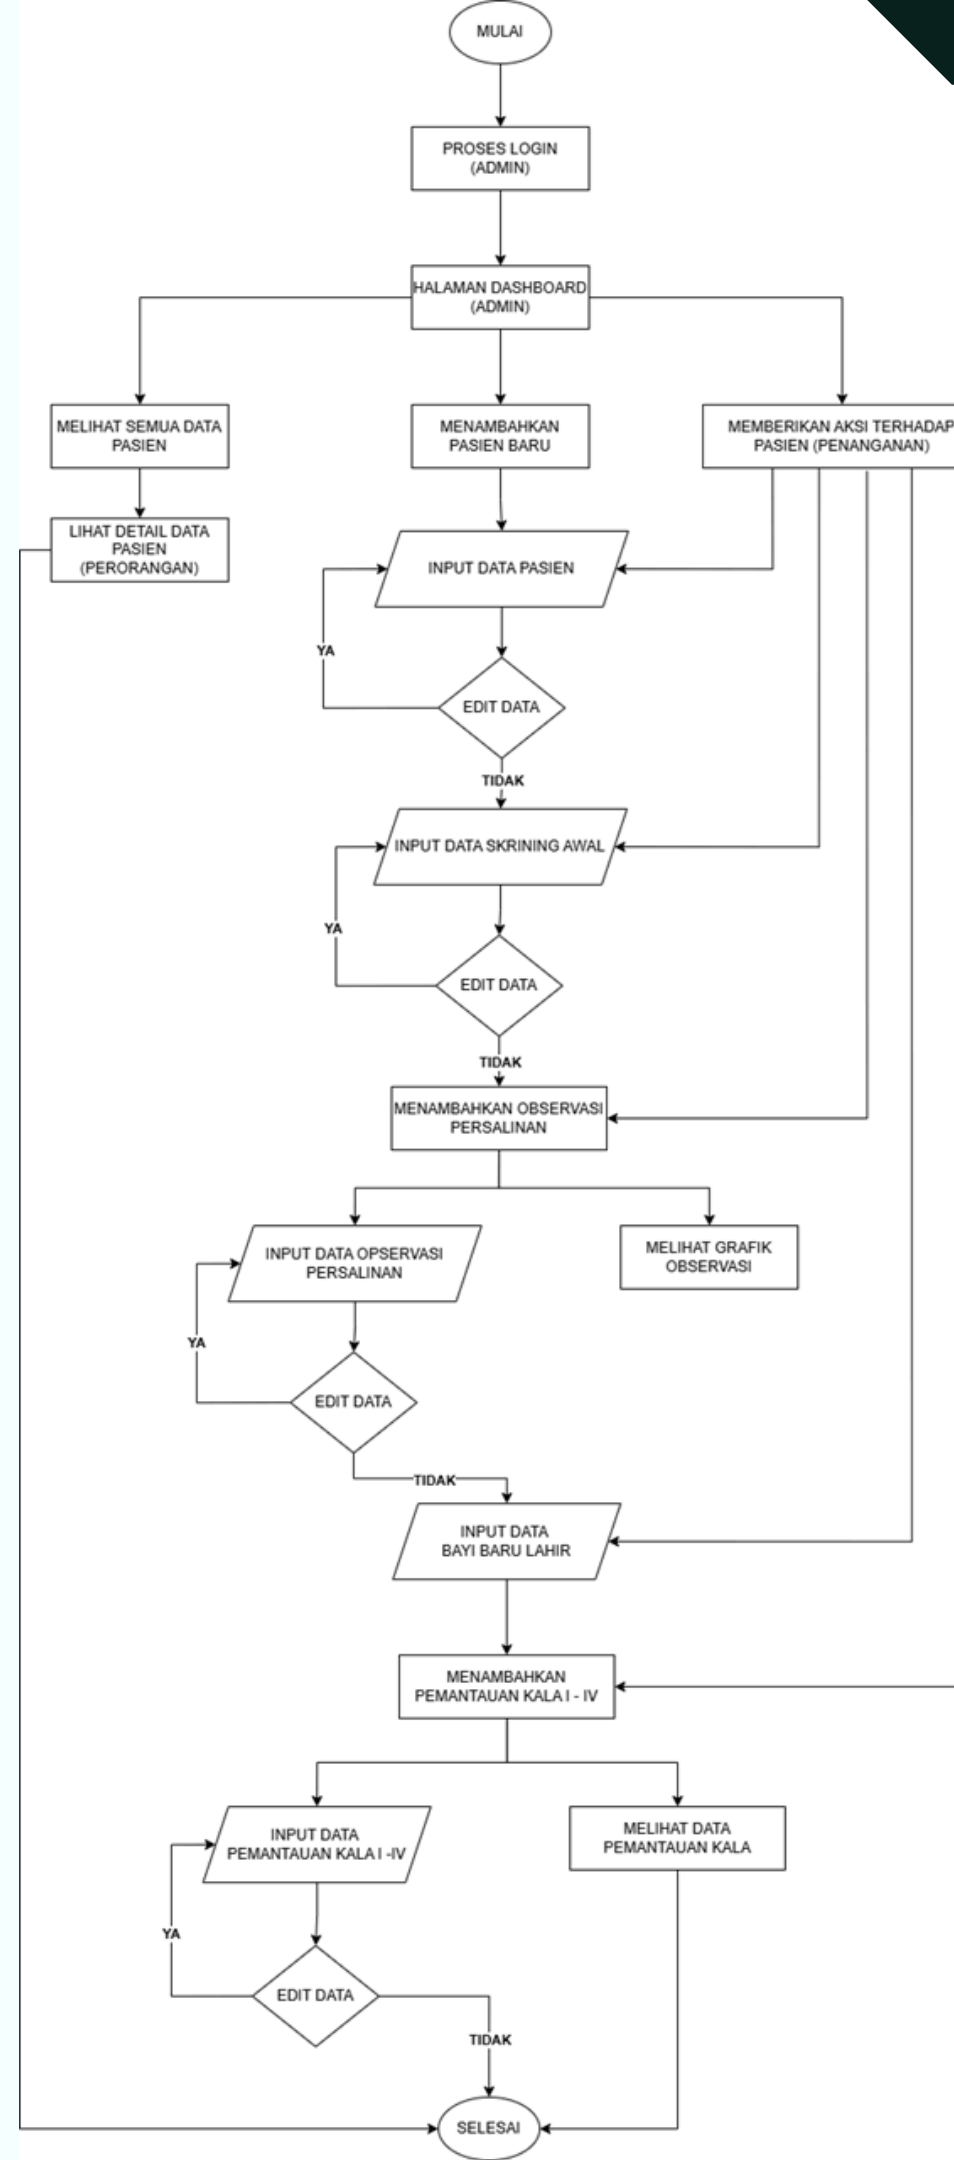 MULAI
PROSES LOGIN
(ADMIN)
HALAMAN DASHBOARD
(ADMIN)
MELIHAT SEMUA DATA
PASIEN
MENAMBAHKAN
PASIEN BARU
MEMBERIKAN AKSI TERHADAP
PASIEN (PENANGANAN)
LIHAT DETAIL DATA
PASIEN
(PERORANGAN)
INPUT DATA PASIEN
YA
EDIT DATA
TIDAK
INPUT DATA SKRINING AWAL
YA
EDIT DATA
TIDAK
MENAMBAHKAN OBSERVASI
PERSALINAN
INPUT DATA OPSERVASI
PERSALINAN
MELIHAT GRAFIK
OBSERVASI
YA
EDIT DATA
TIDAK
INPUT DATA
BAYI BARU LAHIR
MENAMBAHKAN
PEMANTAUAN KALA I - IV
INPUT DATA
PEMANTAUAN KALA I -IV
MELIHAT DATA
PEMANTAUAN KALA
YA
EDIT DATA
TIDAK
SELESAI